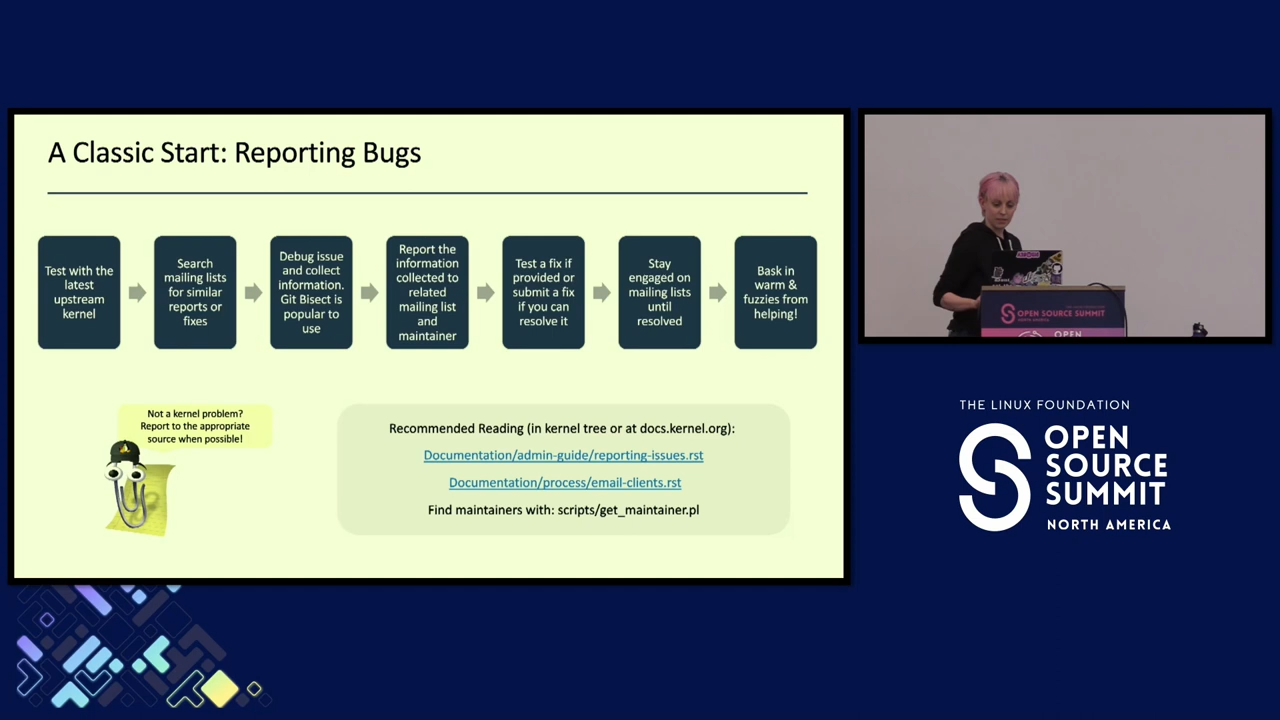 A Classic Start: Reporting Bugs
Test with the
latest
upstream
kernel
Search
mailing lists
for similar
reports or
fixes
Debug issue
and collect
information.
Git Bisect is
popular to
use
Report the
information
collected to
related
mailing list
and
maintainer
Test a fix if
provided or
submit a fix
if you can
resolve it
Stay
engaged on
mailing lists
until
resolved
Bask in
warm &
fuzzies from
helping!
Not a kernel problem?
Report to the appropriate
source when possible!
Recommended Reading (in kernel tree or at docs.kernel.org):
Documentation/admin-guide/reporting-issues.rst
Documentation/process/email-clients.rst
Find maintainers with: scripts/get_maintainer.pl
OPEN SOURCE SUMMIT
OPEN
THE LINUX FOUNDATION
OPEN
SOURCE
SUMMIT
NORTH AMERICA